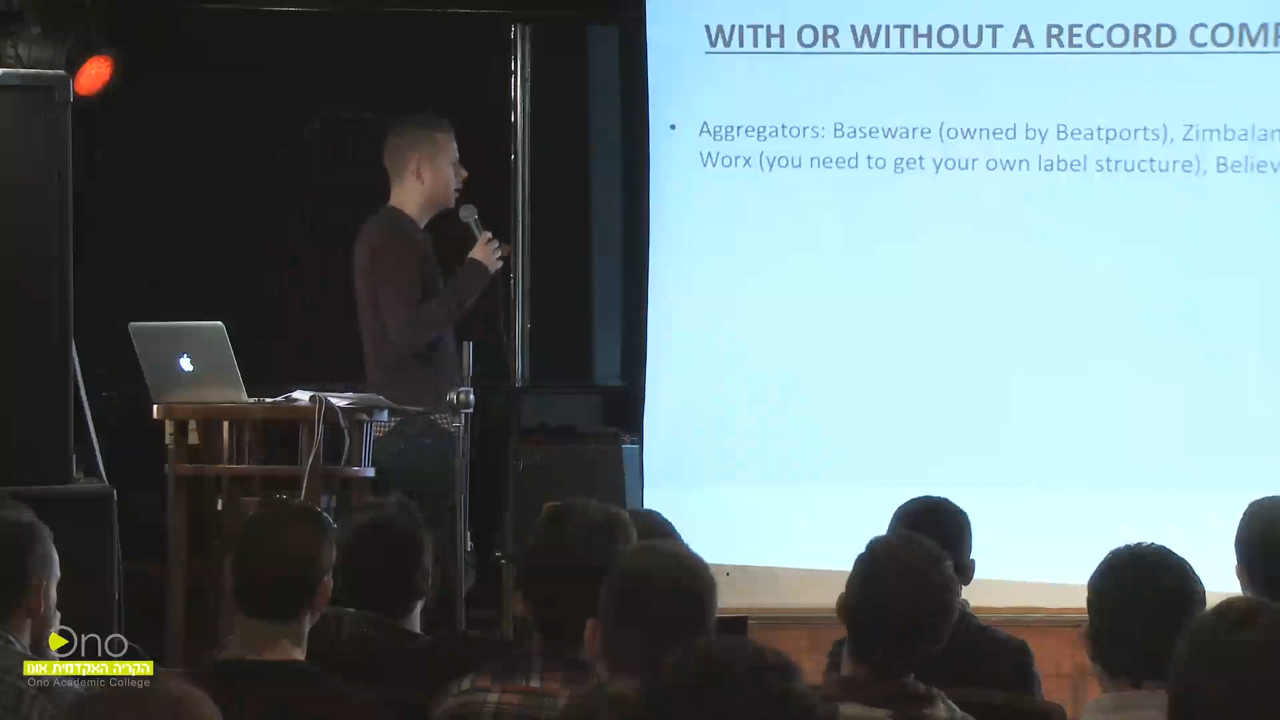 WITH OR WITHOUT A RECORD COMP
• Aggregators: Baseware (owned by Beatports), Zimbalan
Worx (you need to get your own label structure), Believ
Ono
הקריה האקדמית אונו
Ono Academic College